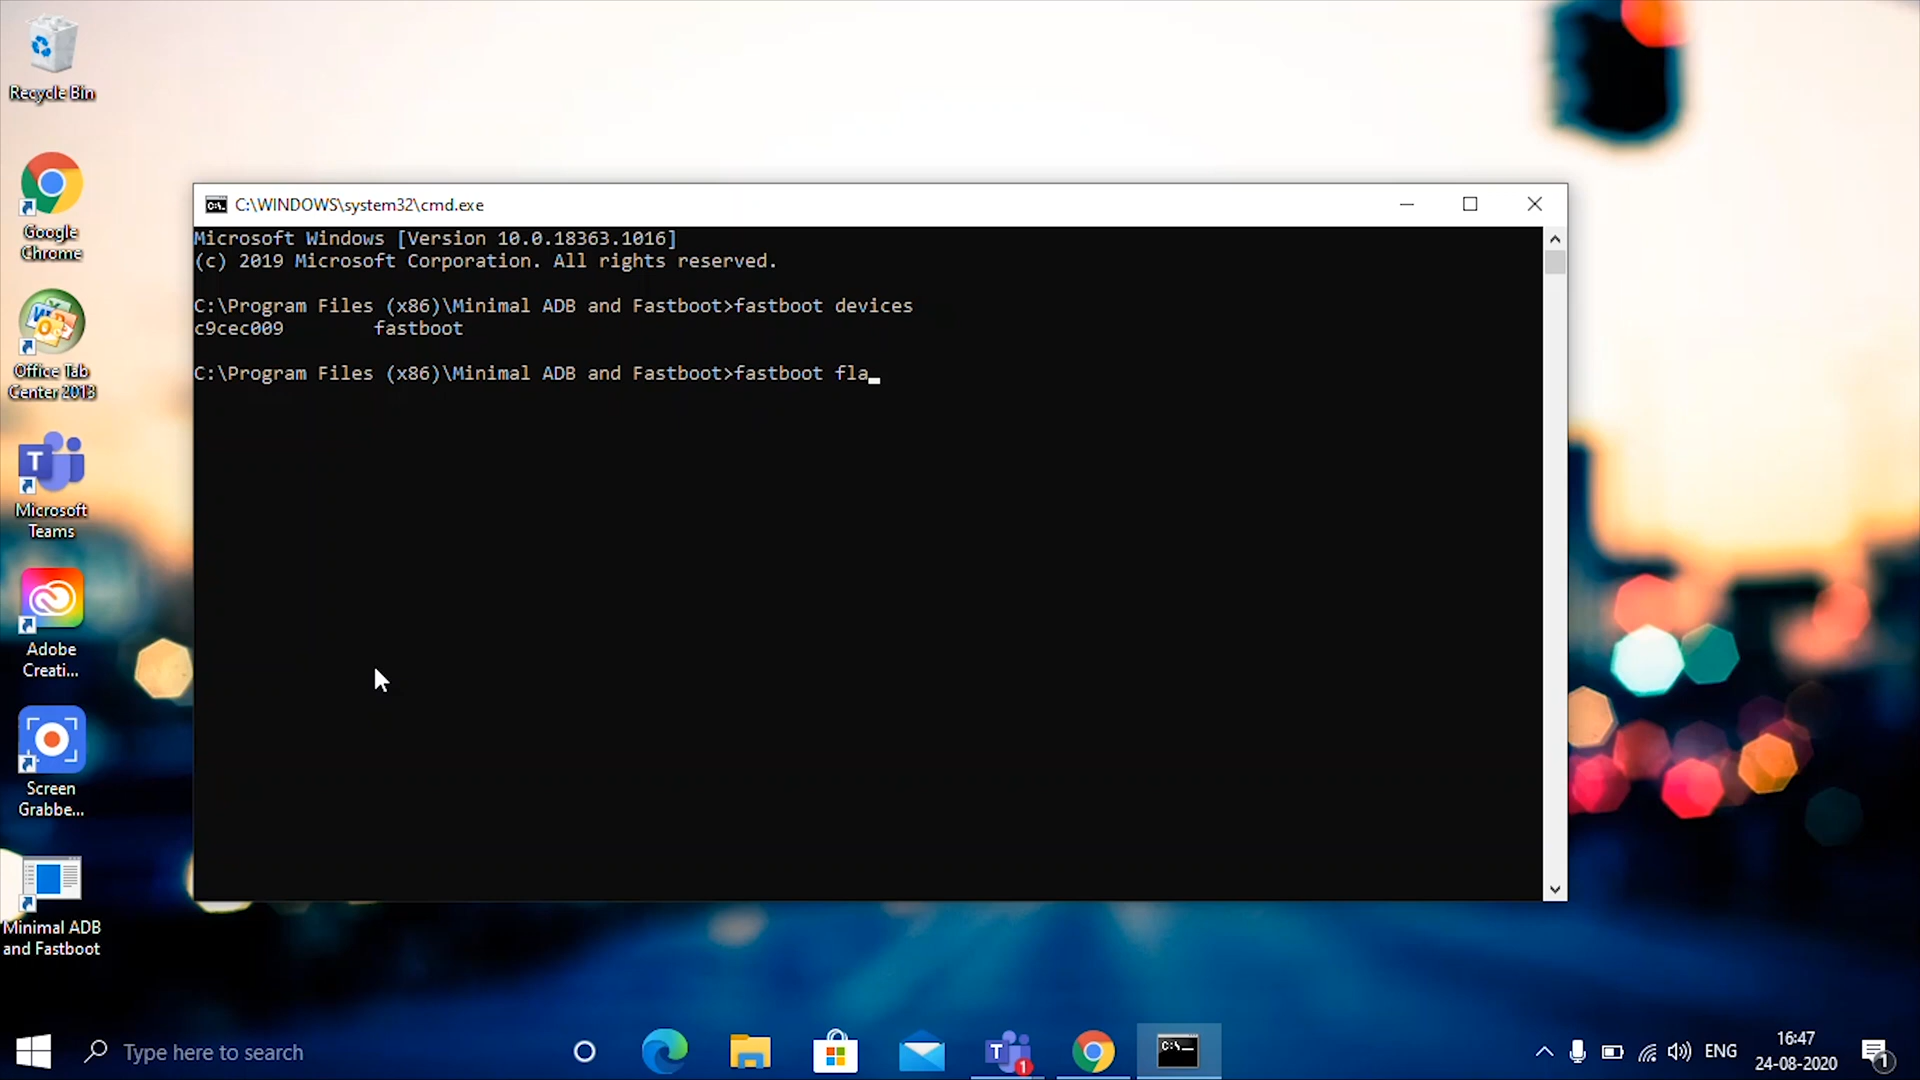 Recycle Bin
Google
Chrome
Office Tab
Center 2013
Microsoft
Teams
Adobe
Creati...
Screen
Grabbe...
Minimal ADB
and Fastboot
C:\WINDOWS\system32\cmd.exe
Microsoft Windows [Version 10.0.18363.1016]
(c) 2019 Microsoft Corporation. All rights reserved.
C:\Program Files (x86)\Minimal ADB and Fastboot>fastboot devices
c9cec009        fastboot
C:\Program Files (x86)\Minimal ADB and Fastboot>fastboot fla_
Type here to search
1
ENG
16:47
24-08-2020
1